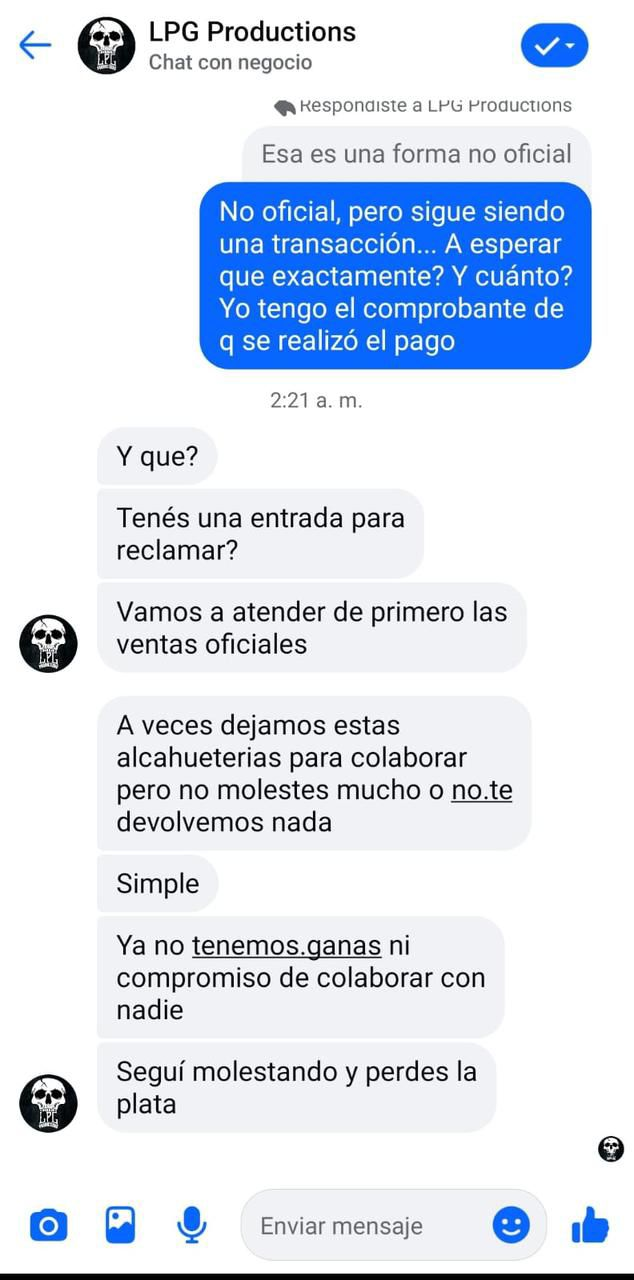 LPG Productions
Chat con negocio
Respondiste a LPG Productions
Esa es una forma no oficial
No oficial, pero sigue siendo
una transacción... A esperar
que exactamente? Y cuánto?
Yo tengo el comprobante de
q se realizó el pago
2:21 a. m.
Y que?
Tenés una entrada para
reclamar?
Vamos a atender de primero las
ventas oficiales
A veces dejamos estas
alcahueterias para colaborar
pero no molestes mucho o no.te
devolvemos nada
Simple
Ya no tenemos.ganas ni
compromiso de colaborar con
nadie
Seguí molestando y perdes la
plata
Enviar mensaje